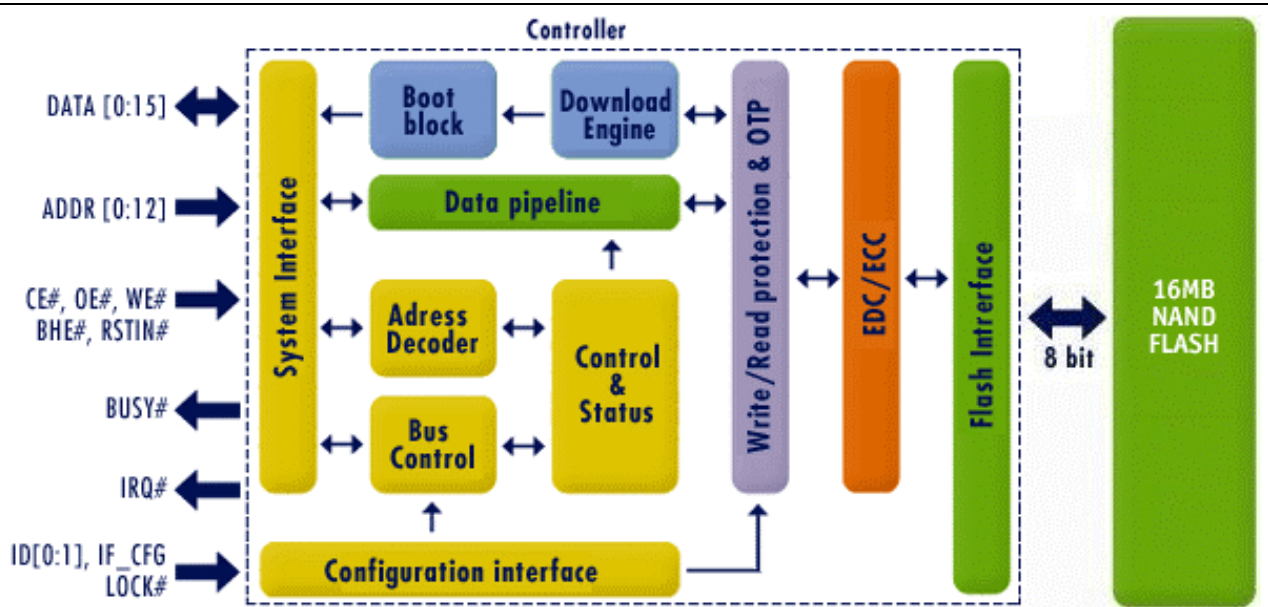 Controller
DATA [0:15]
ADDR [0:12]
CE#, OE#, WE#
BHE#, RSTIN#
BUSY#
IRQ#
ID[0:1], IF_CFG
LOCK#
System Interface
Boot
block
Download
Engine
Data pipeline
Adress
Decoder
Control
&
Status
Bus
Control
Configuration interface
Write/Read protection & OTP
EDC/ECC
Flash Intrerface
8 bit
16MB
NAND
FLASH